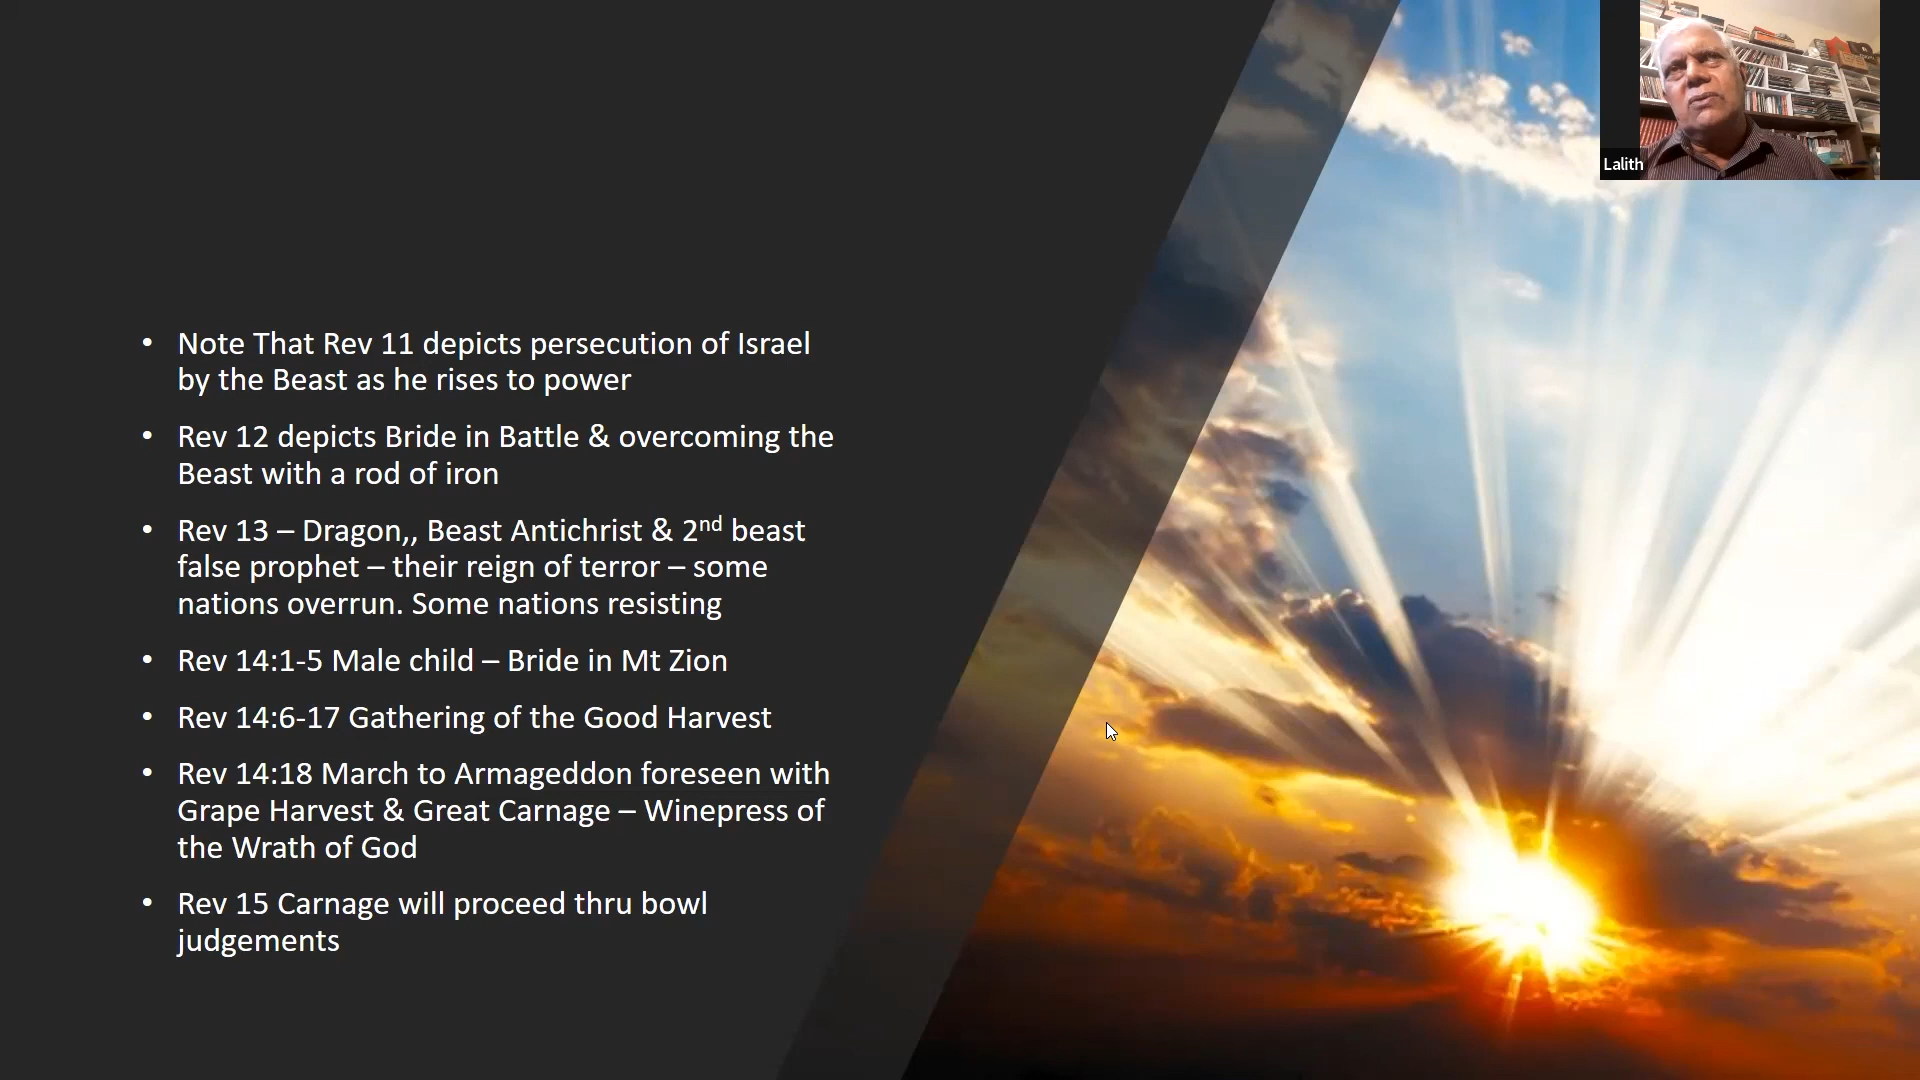 Lalith
• Note That Rev 11 depicts persecution of Israel
by the Beast as he rises to power
• Rev 12 depicts Bride in Battle & overcoming the
Beast with a rod of iron
• Rev 13 – Dragon,, Beast Antichrist & 2nd beast
false prophet – their reign of terror – some
nations overrun. Some nations resisting
• Rev 14:1-5 Male child – Bride in Mt Zion
• Rev 14:6-17 Gathering of the Good Harvest
• Rev 14:18 March to Armageddon foreseen with
Grape Harvest & Great Carnage – Winepress of
the Wrath of God
• Rev 15 Carnage will proceed thru bowl
judgements